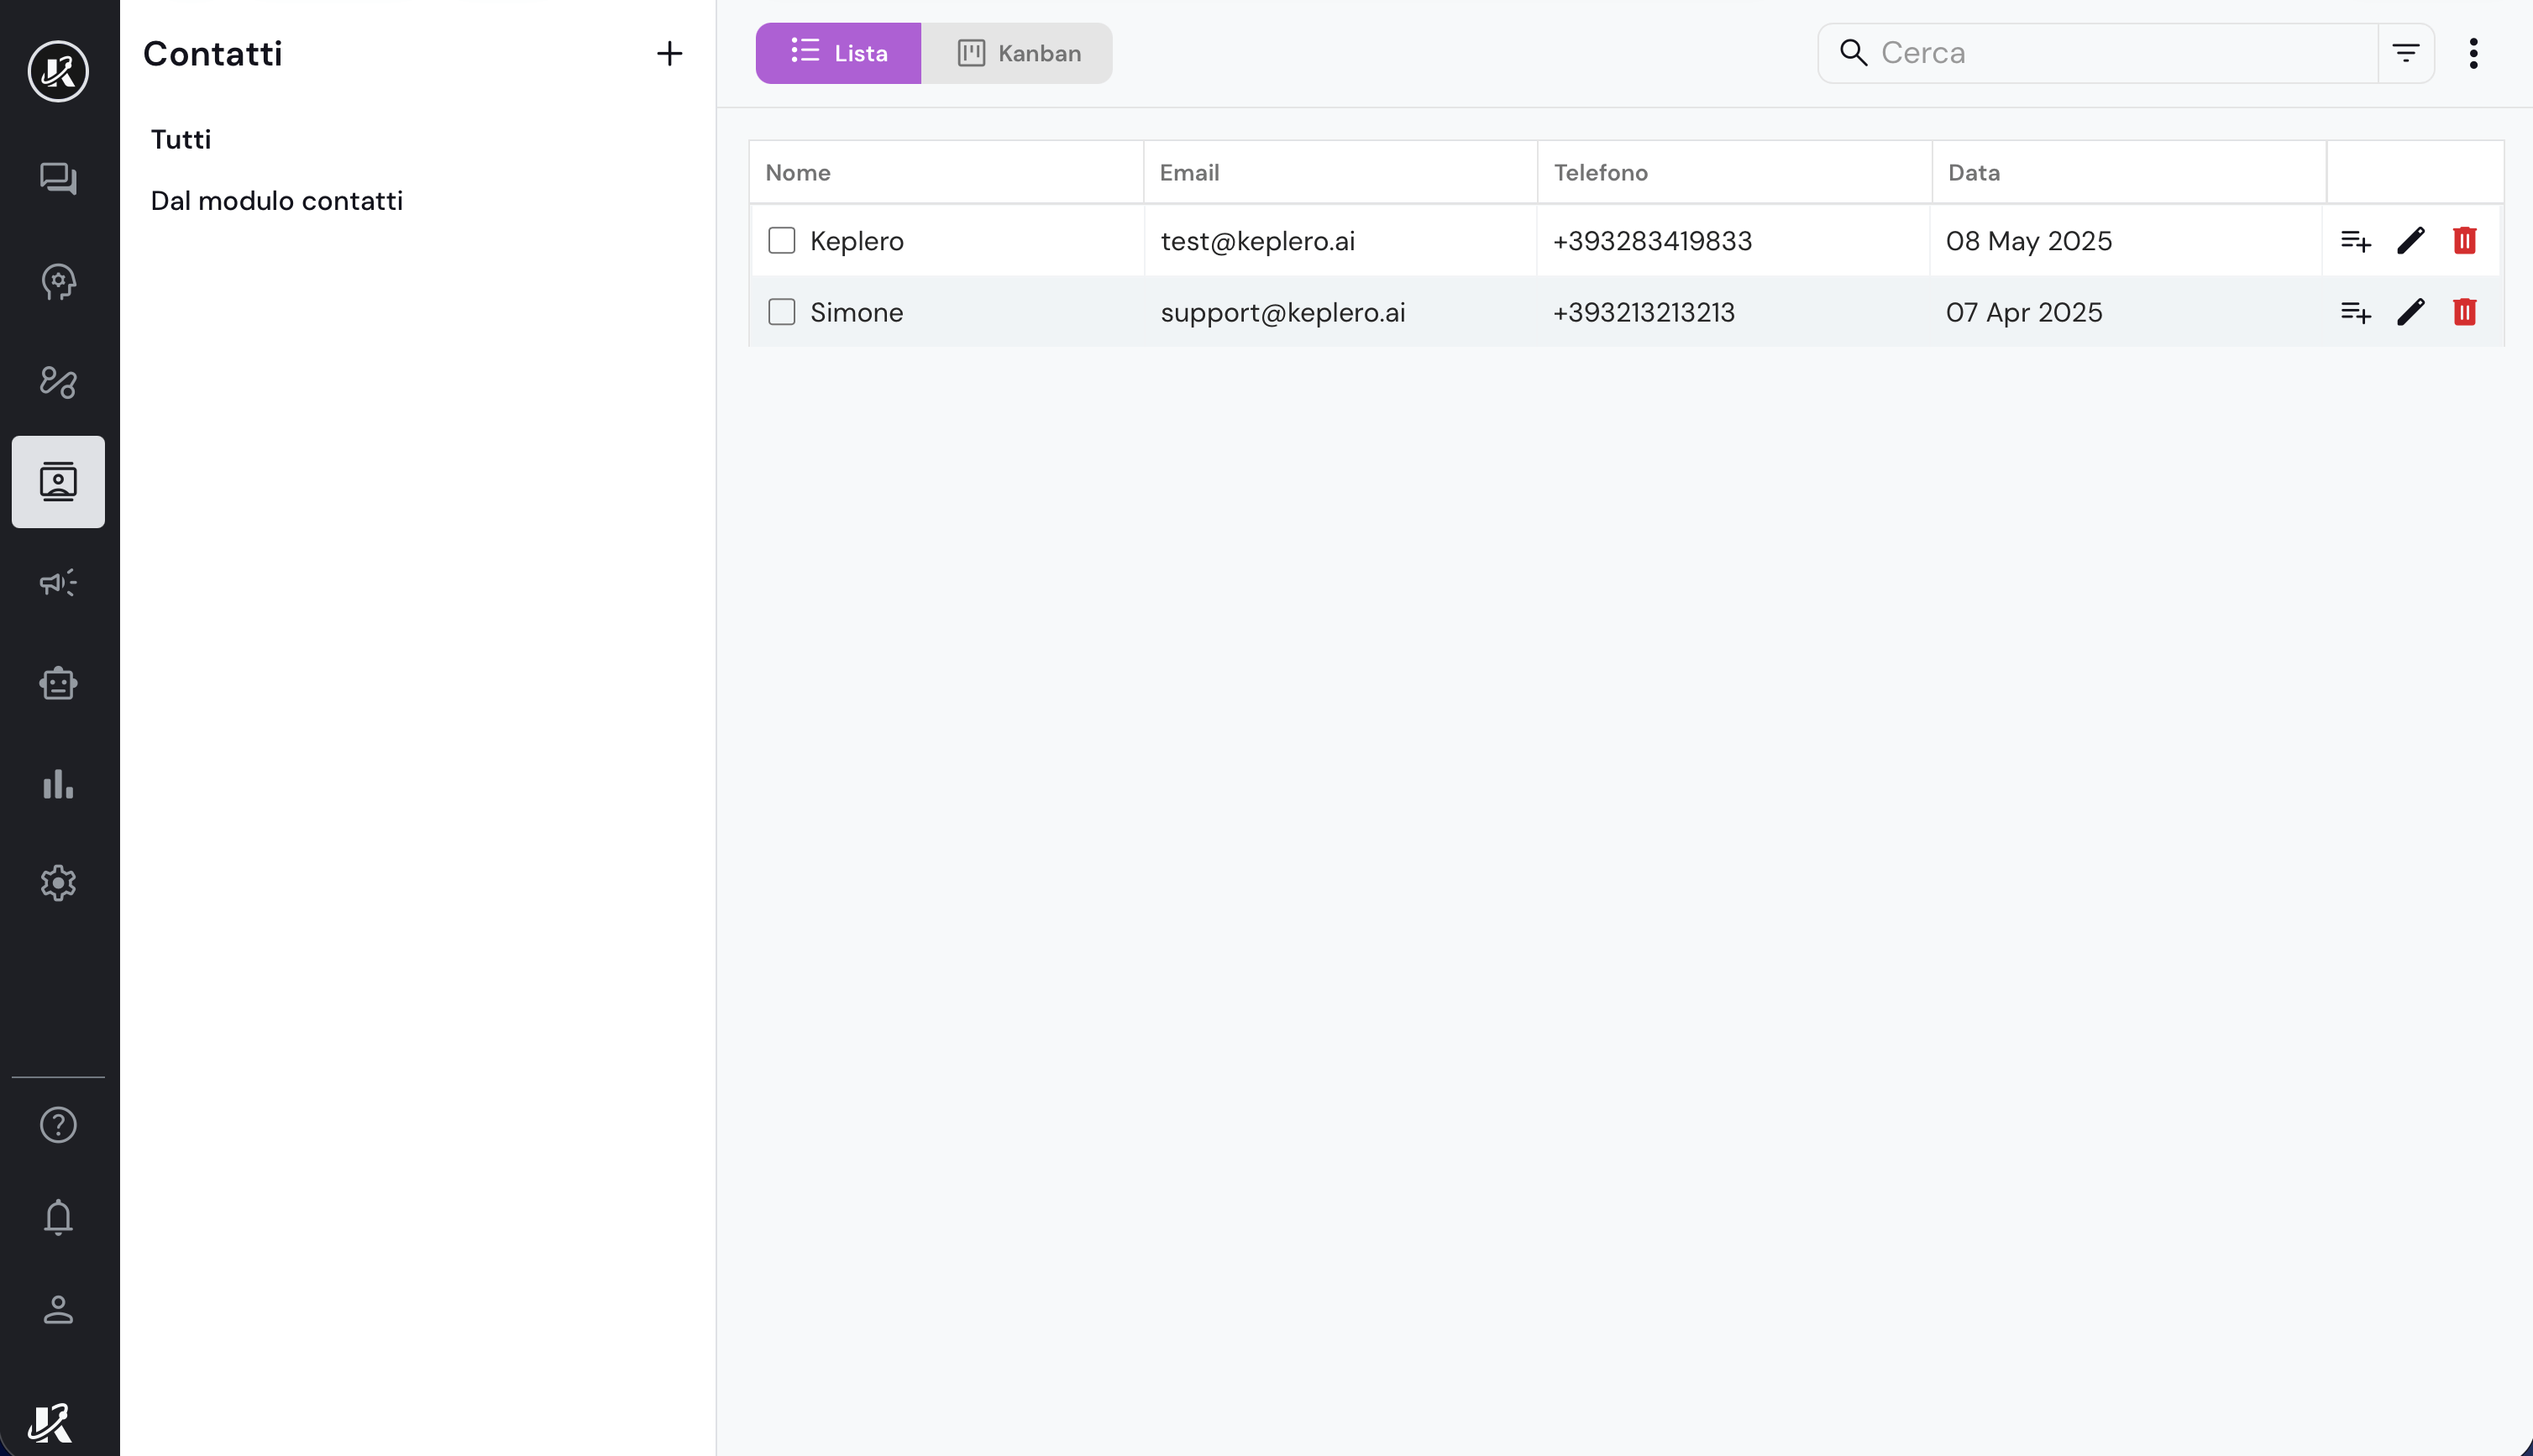 Contatti
Tutti
Dal modulo contatti
Lista Kanban Cerca
Nome Email Telefono Data
Keplero test@keplero.ai +393283419833 08 May 2025
Simone support@keplero.ai +393213213213 07 Apr 2025